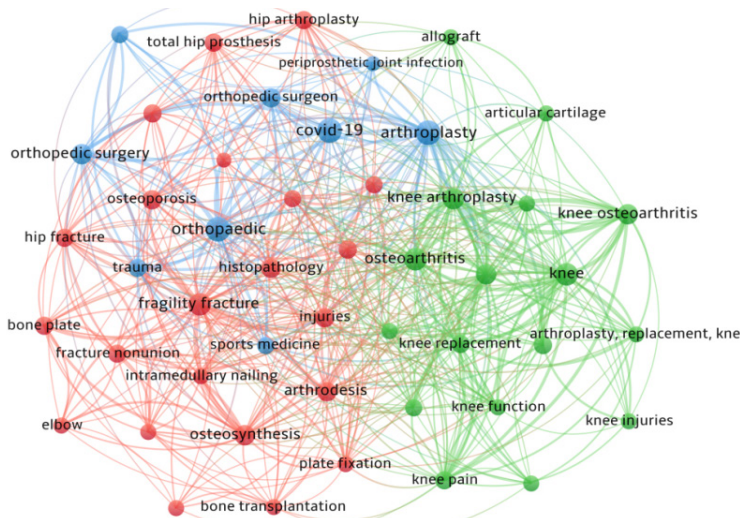 hip arthroplasty
allograft
total hip prosthesis
periprosthetic joint infection
orthopedic surgeon
articular cartilage
covid-19
arthroplasty
orthopedic surgery
osteoporosis
knee arthroplasty
knee osteoarthritis
orthopaedic
hip fracture
osteoarthritis
trauma
histopathology
knee
fragility fracture
injuries
bone plate
arthroplasty, replacement, kne
sports medicine
knee replacement
fracture nonunion
intramedullary nailing
arthrodesis
knee function
elbow
osteosynthesis
knee injuries
plate fixation
knee pain
bone transplantation